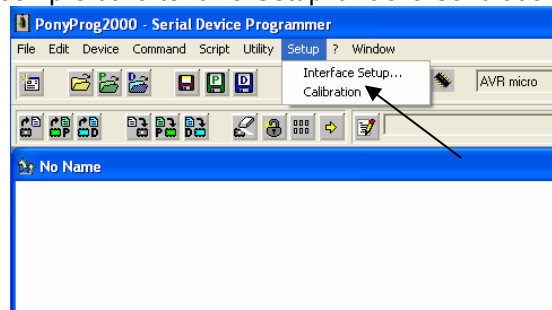 PonyProg2000 - Serial Device Programmer
File Edit Device Command Script Utility Setup ? Window
Interface Setup...
Calibration
AVR micro
No Name